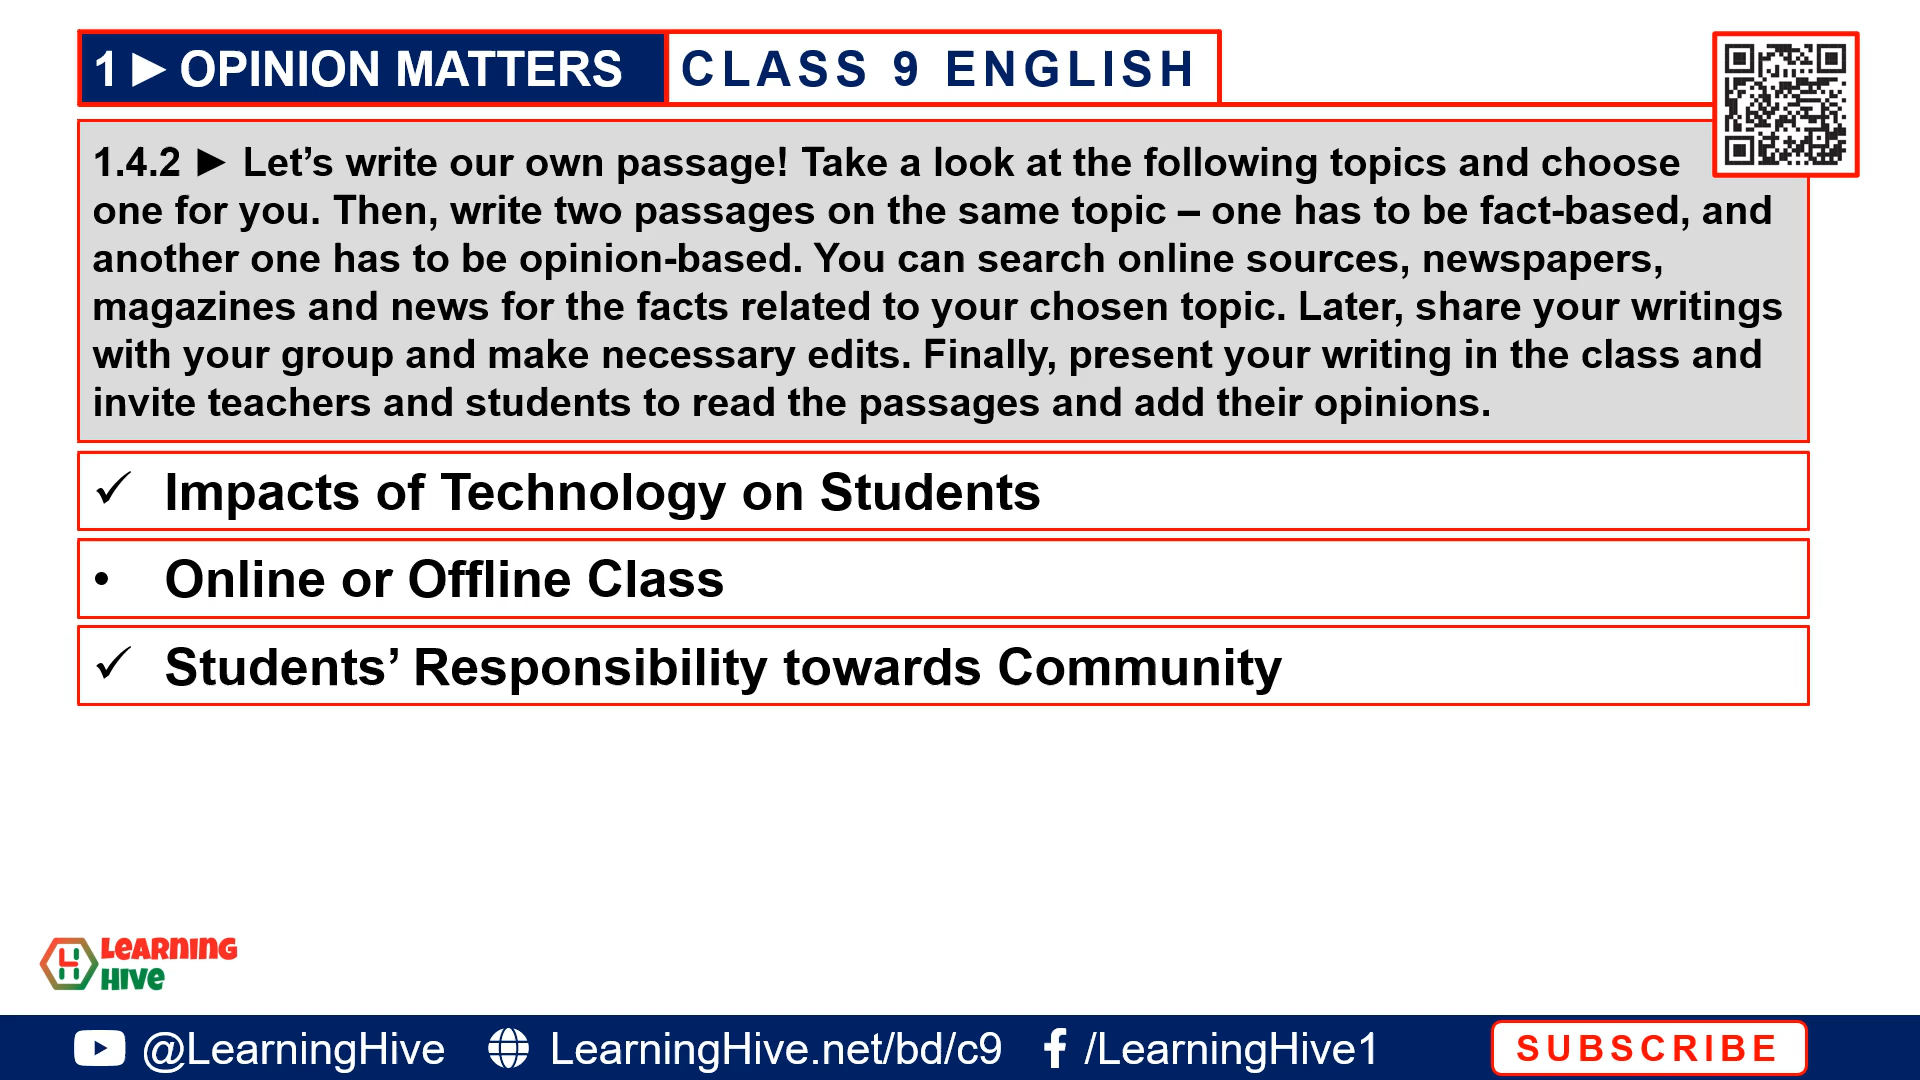 1 ► OPINION MATTERS CLASS 9 ENGLISH
1.4.2 ► Let’s write our own passage! Take a look at the following topics and choose
one for you. Then, write two passages on the same topic – one has to be fact-based, and
another one has to be opinion-based. You can search online sources, newspapers,
magazines and news for the facts related to your chosen topic. Later, share your writings
with your group and make necessary edits. Finally, present your writing in the class and
invite teachers and students to read the passages and add their opinions.
✓ Impacts of Technology on Students
• Online or Offline Class
✓ Students’ Responsibility towards Community
LEARNING
HIVE
@LearningHive LearningHive.net/bd/c9 /LearningHive1 SUBSCRIBE